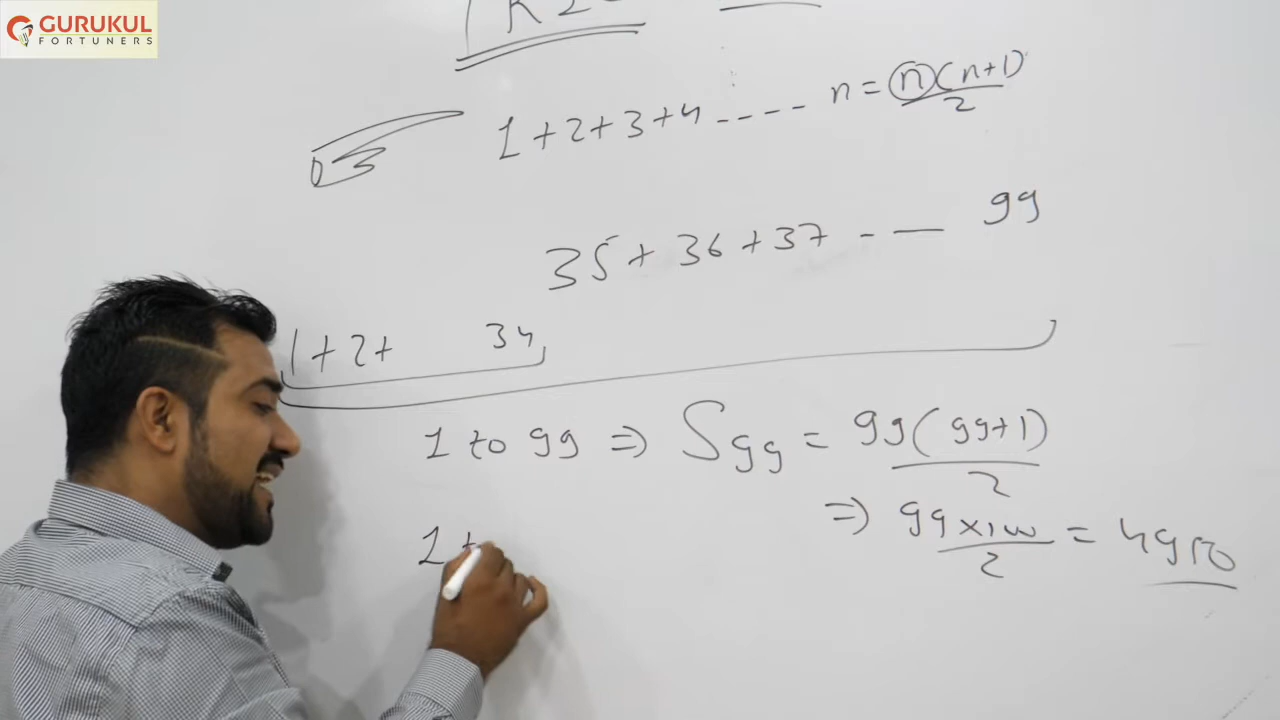 GURUKUL
FORTUNERS
1+2+3+4 ---- n = n(n+1)/2
35+36+37 - — 99
1+2+ 34
1 to 99 ⇒ S99 = 99(99+1)/2
⇒ 99×100/2 = 4950
1 t